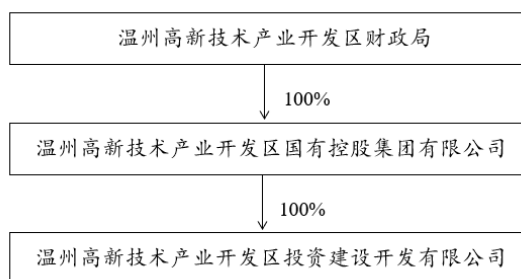 温州高新技术产业开发区财政局
100%
温州高新技术产业开发区国有控股集团有限公司
100%
温州高新技术产业开发区投资建设开发有限公司